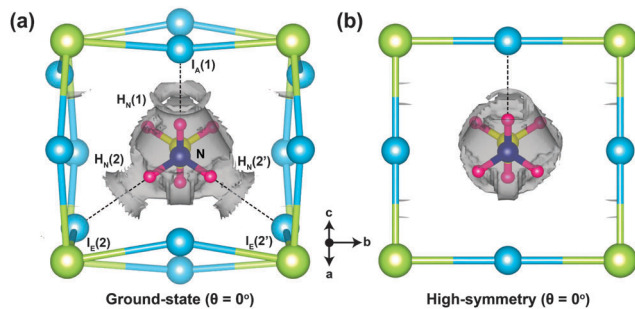 (a)
(b)
I_A(1)
H_N(1)
N
H_N(2)
H_N(2')
I_E(2)
I_E(2')
c
b
a
Ground-state (θ = 0°)
High-symmetry (θ = 0°)